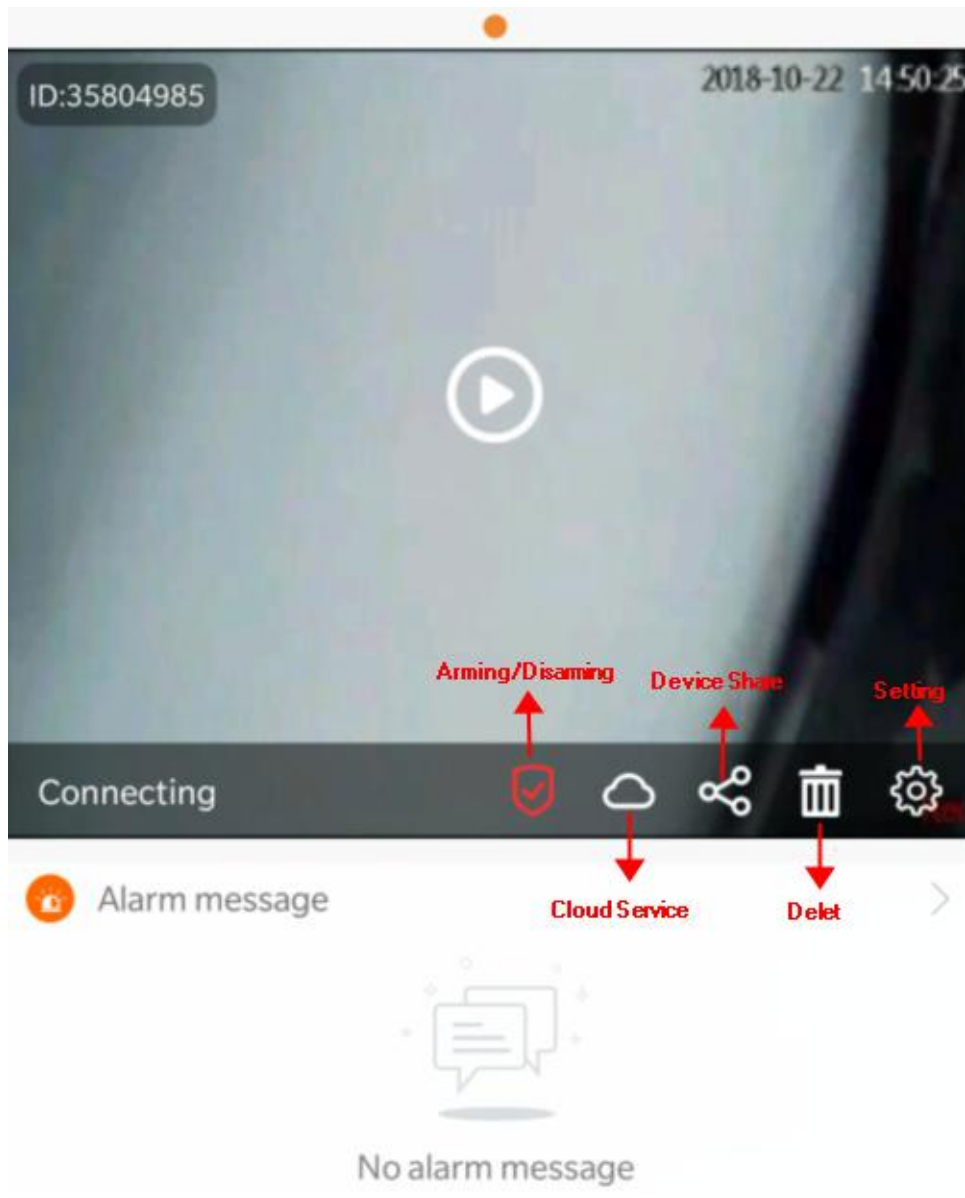 ID:35804985
2018-10-22 14:50:25
Arming/Disarming
Device Share
Setting
Connecting
Alarm message
Cloud Service
Delet
No alarm message